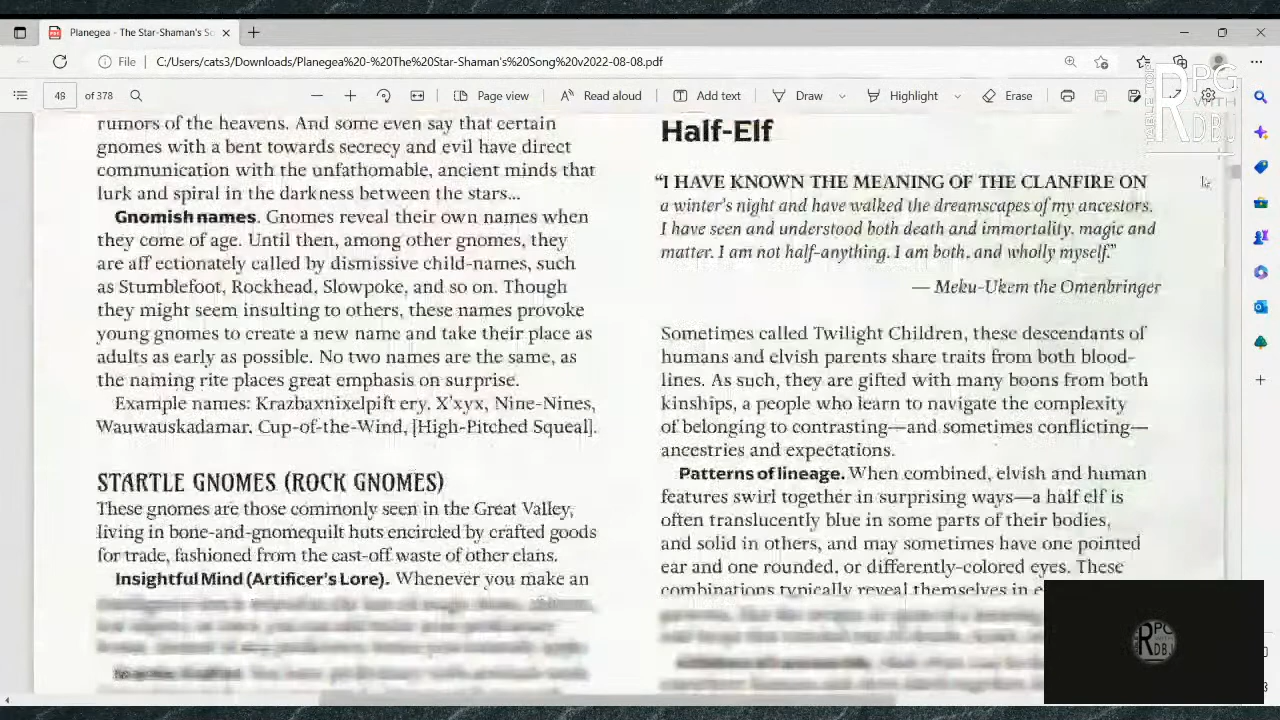 Planegea - The Star-Shaman's So
File
C:/Users/cats3/Downloads/Planegea%20-%20The%20Star-Shaman's%20Song%20v2022-08-08.pdf
48 of 378
Page view
Read aloud
Add text
Draw
Highlight
Erase
RPG
WITH
RDBJ
TABLE TOP
rumors of the heavens. And some even say that certain
gnomes with a bent towards secrecy and evil have direct
communication with the unfathomable, ancient minds that
lurk and spiral in the darkness between the stars...
Gnomish names. Gnomes reveal their own names when
they come of age. Until then, among other gnomes, they
are aff ectionately called by dismissive child-names, such
as Stumblefoot, Rockhead, Slowpoke, and so on. Though
they might seem insulting to others, these names provoke
young gnomes to create a new name and take their place as
adults as early as possible. No two names are the same, as
the naming rite places great emphasis on surprise.
Example names: Krazbaxnixelpift ery, X'xyx, Nine-Nines,
Wauwauskadamar, Cup-of-the-Wind, [High-Pitched Squeal].
STARTLE GNOMES (ROCK GNOMES)
These gnomes are those cominonly seen in the Great Valley,
living in bone-and-gnomequilt huts encircled by crafted goods
for trade, fashioned from the cast-off waste of other clans.
Insightful Mind (Artificer's Lore). Whenever you make an
Half-Elf
“I HAVE KNOWN THE MEANING OF THE CLANFIRE ON
a winter's night and have walked the dreamscapes of my ancestors.
I have seen and understood both death and immortality, magic and
matter. I am not half-anything. I am both, and wholly myself.”
— Meku-Ukem the Omenbringer
Sometimes called Twilight Children, these descendants of
humans and elvish parents share traits from both blood-
lines. As such, they are gifted with many boons from both
kinships, a people who learn to navigate the complexity
of belonging to contrasting—and sometimes conflicting—
ancestries and expectations.
Patterns of lineage. When combined, elvish and human
features swirl together in surprising ways—a half elf is
often translucently blue in some parts of their bodies,
and solid in others, and may sometimes have one pointed
ear and one rounded, or differently-colored eyes. These
combinations typically reveal themselves in
RPG
RDBJ